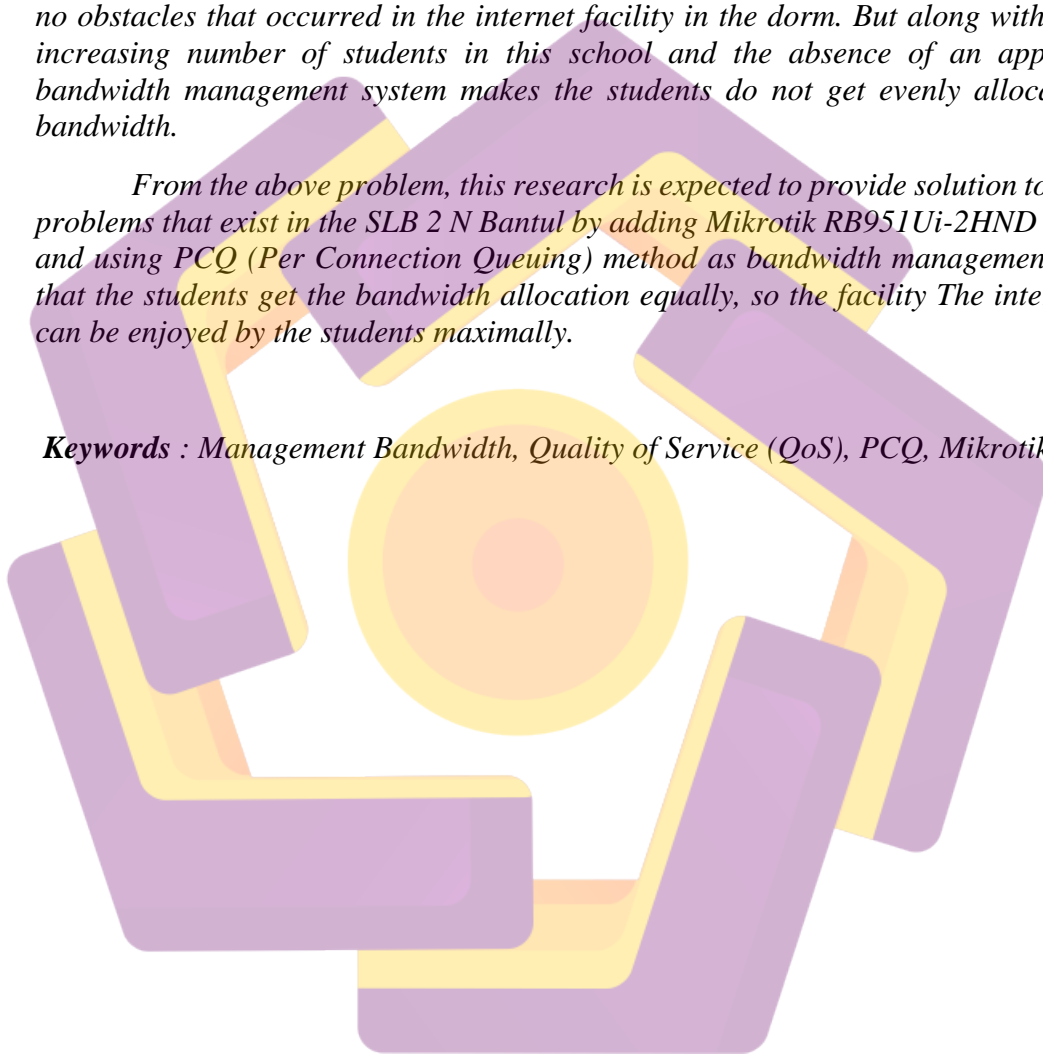 no obstacles that occurred in the internet facility in the dorm. But along with
increasing number of students in this school and the absence of an app
bandwidth management system makes the students do not get evenly alloca
bandwidth.
From the above problem, this research is expected to provide solution to
problems that exist in the SLB 2 N Bantul by adding Mikrotik RB951Ui-2HND
and using PCQ (Per Connection Queuing) method as bandwidth management
that the students get the bandwidth allocation equally, so the facility The inte
can be enjoyed by the students maximally.
Keywords : Management Bandwidth, Quality of Service (QoS), PCQ, Mikrotik